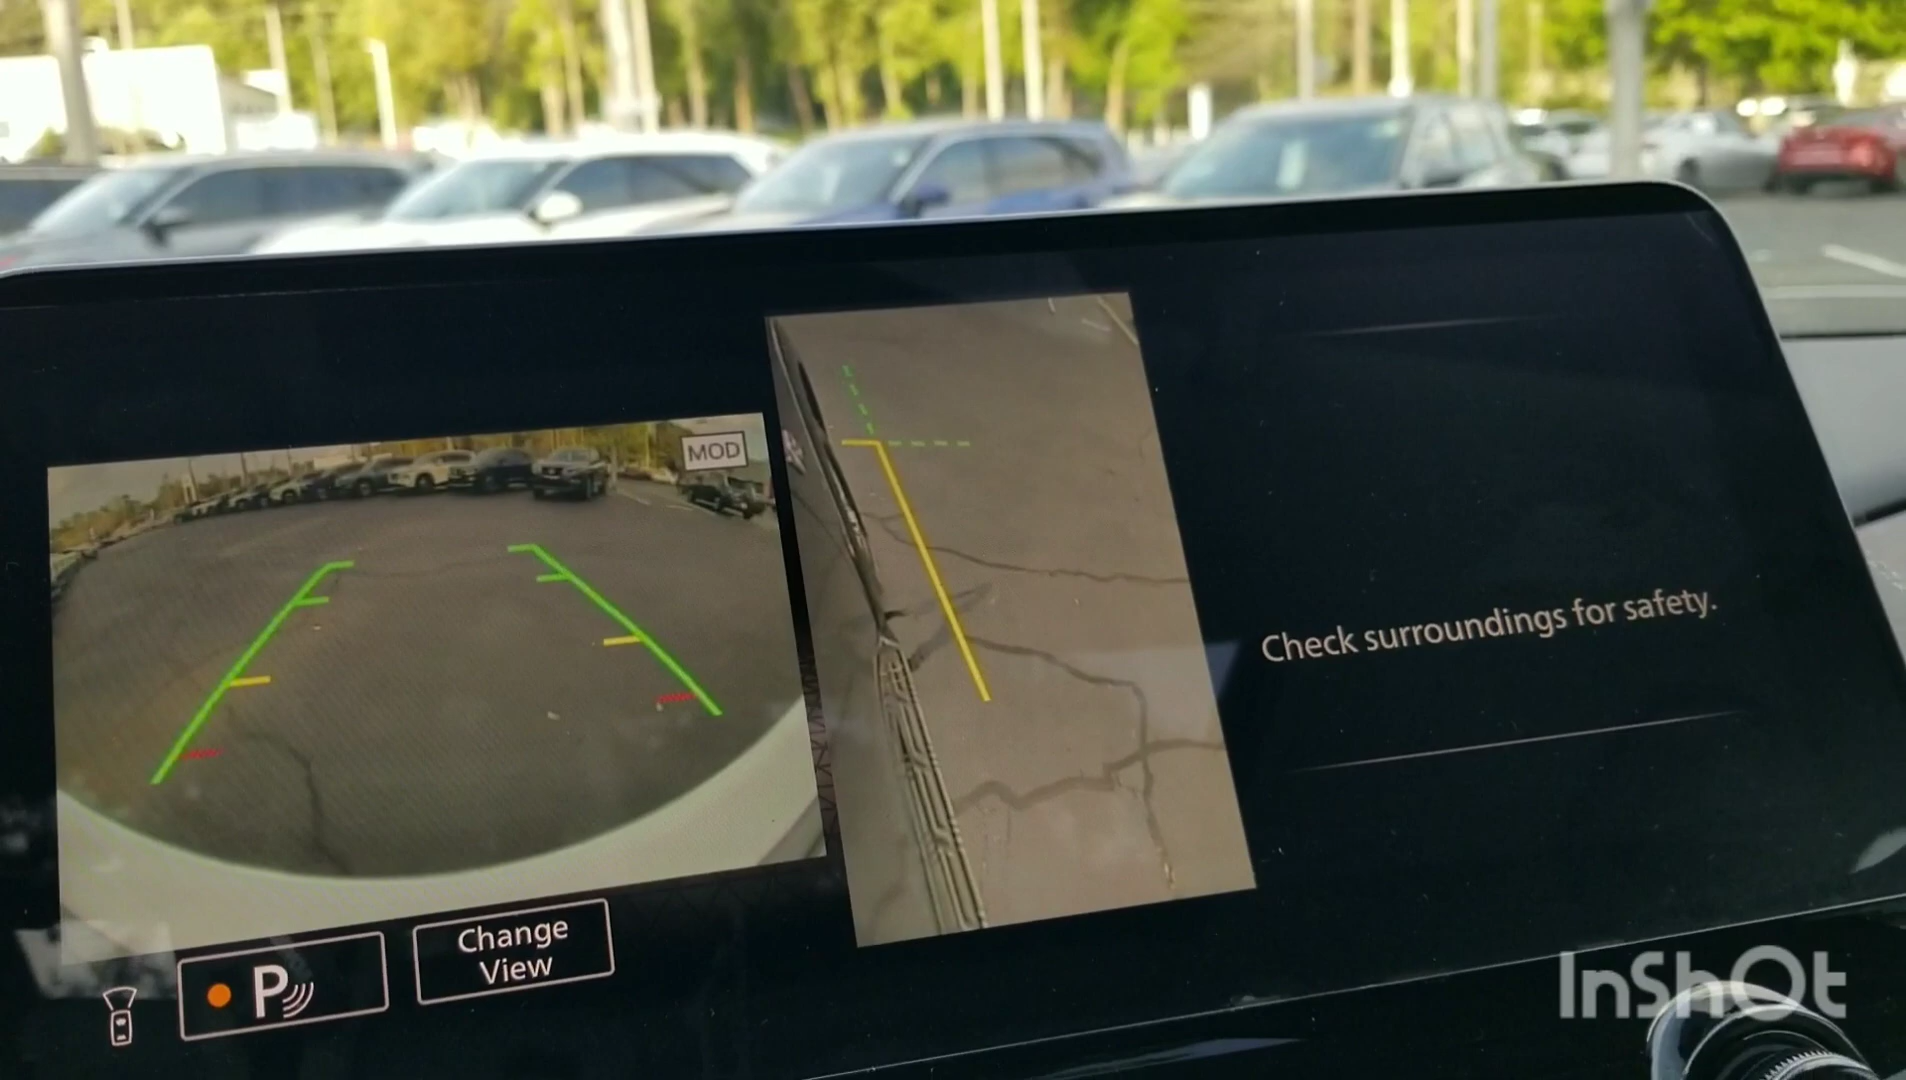 MOD
Check surroundings for safety.
P
Change
View
InShOt